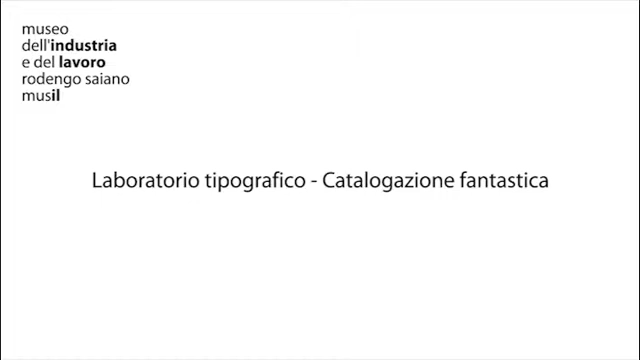 museo
dell'industria
e del lavoro
rodengo saiano
musil
Laboratorio tipografico - Catalogazione fantastica